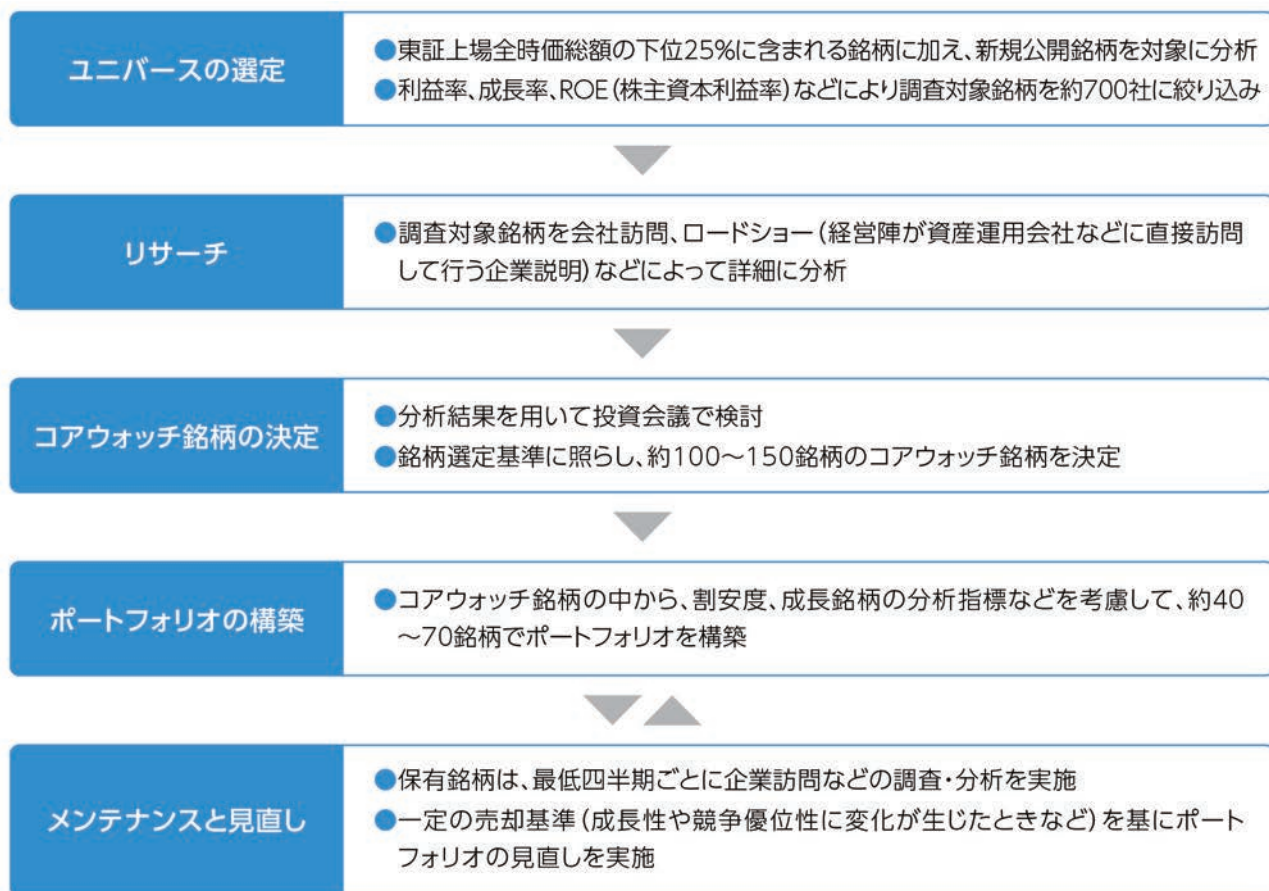 ユニバースの選定
●東証上場全時価総額の下位25%に含まれる銘柄に加え、新規公開銘柄を対象に分析
●利益率、成長率、ROE(株主資本利益率)などにより調査対象銘柄を約700社に絞り込み
リサーチ
●調査対象銘柄を会社訪問、ロードショー(経営陣が資産運用会社などに直接訪問
して行う企業説明)などによって詳細に分析
コアウォッチ銘柄の決定
●分析結果を用いて投資会議で検討
●銘柄選定基準に照らし、約100～150銘柄のコアウォッチ銘柄を決定
ポートフォリオの構築
●コアウォッチ銘柄の中から、割安度、成長銘柄の分析指標などを考慮して、約40
～70銘柄でポートフォリオを構築
メンテナンスと見直し
●保有銘柄は、最低四半期ごとに企業訪問などの調査・分析を実施
●一定の売却基準(成長性や競争優位性に変化が生じたときなど)を基にポート
フォリオの見直しを実施